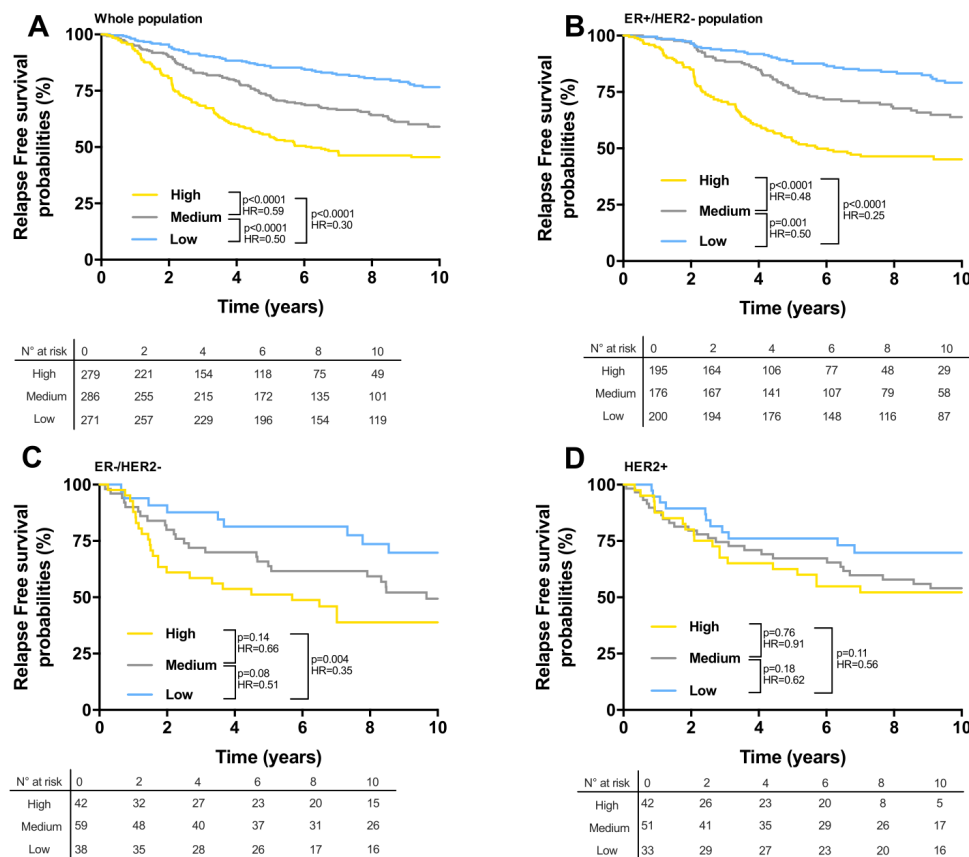 A
Whole population
Relapse Free survival
probabilities (%)
100
75
50
25
0
High
Medium
Low
p<0.0001
HR=0.59
p<0.0001
HR=0.50
p<0.0001
HR=0.30
0 2 4 6 8 10
Time (years)
N° at risk 0 2 4 6 8 10
High 279 221 154 118 75 49
Medium 286 255 215 172 135 101
Low 271 257 229 196 154 119
B
ER+/HER2- population
Relapse Free survival
probabilities (%)
100
75
50
25
0
High
Medium
Low
p<0.0001
HR=0.48
p=0.001
HR=0.50
p<0.0001
HR=0.25
0 2 4 6 8 10
Time (years)
N° at risk 0 2 4 6 8 10
High 195 164 106 77 48 29
Medium 176 167 141 107 79 58
Low 200 194 176 148 116 87
C
ER-/HER2-
Relapse Free survival
probabilities (%)
100
75
50
25
0
High
Medium
Low
p=0.14
HR=0.66
p=0.08
HR=0.51
p=0.004
HR=0.35
0 2 4 6 8 10
Time (years)
N° at risk 0 2 4 6 8 10
High 42 32 27 23 20 15
Medium 59 48 40 37 31 26
Low 38 35 28 26 17 16
D
HER2+
Relapse Free survival
probabilities (%)
100
75
50
25
0
High
Medium
Low
p=0.76
HR=0.91
p=0.18
HR=0.62
p=0.11
HR=0.56
0 2 4 6 8 10
Time (years)
N° at risk 0 2 4 6 8 10
High 42 26 23 20 8 5
Medium 51 41 35 29 26 17
Low 33 29 27 23 20 16